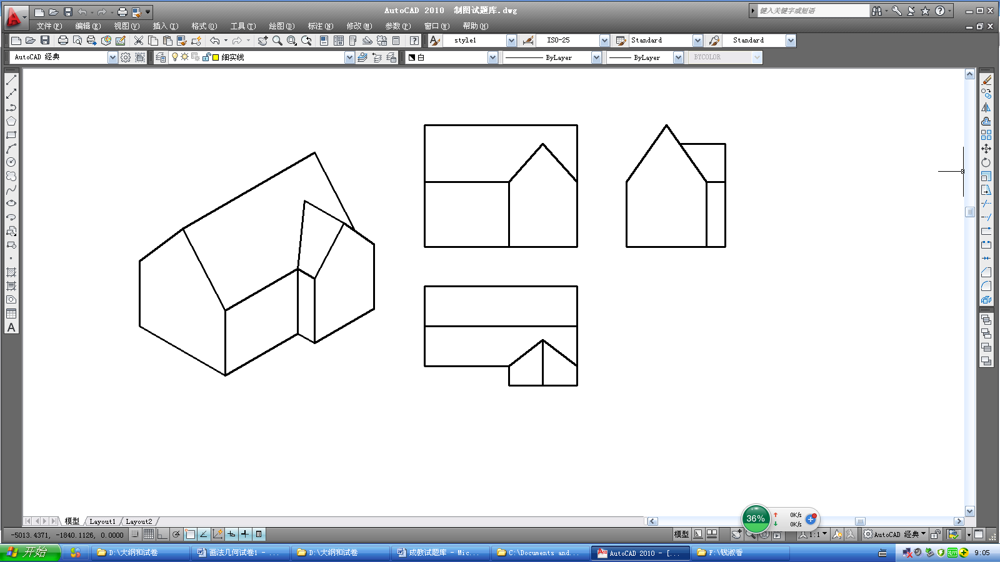 AutoCAD 2010 制图试题库.dwg
键入关键字或短语
文件(F) 编辑(E) 视图(V) 插入(I) 格式(O) 工具(T) 绘图(D) 标注(N) 修改(M) 参数(P) 窗口(W) 帮助(H)
style1 ISO-25 Standard Standard
AutoCAD 经典 细实线 白 ByLayer ByLayer BYCOLOR
A
模型 Layout1 Layout2
36% 0K/s
0K/s
-5013.4371, -1840.1126, 0.0000 模型 1:1 AutoCAD 经典
开始 D:\大纲和试卷 画法几何试卷1 - ... D:\大纲和试卷 成教试题库 - Mic... C:\Documents and... AutoCAD 2010 - [... F:\钱淑香 9:05